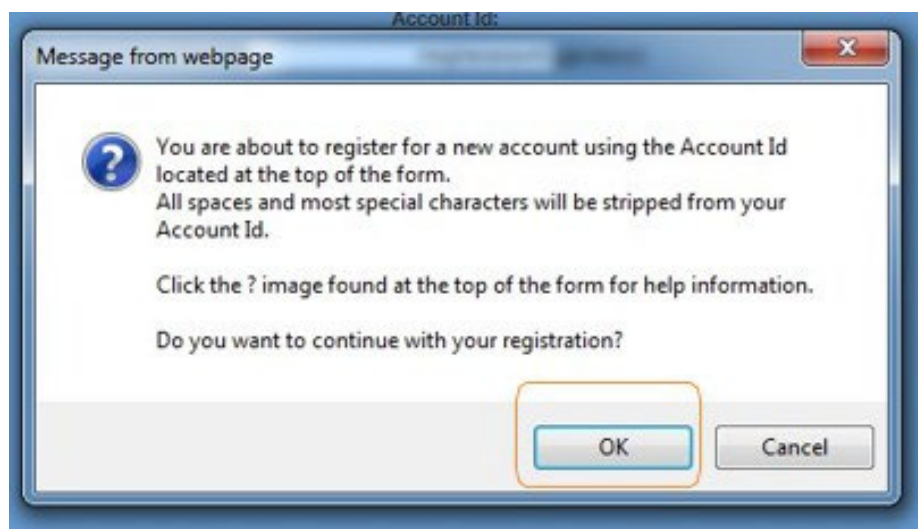 Account Id:
Message from webpage
You are about to register for a new account using the Account Id
located at the top of the form.
All spaces and most special characters will be stripped from your
Account Id.
Click the ? image found at the top of the form for help information.
Do you want to continue with your registration?
OK
Cancel